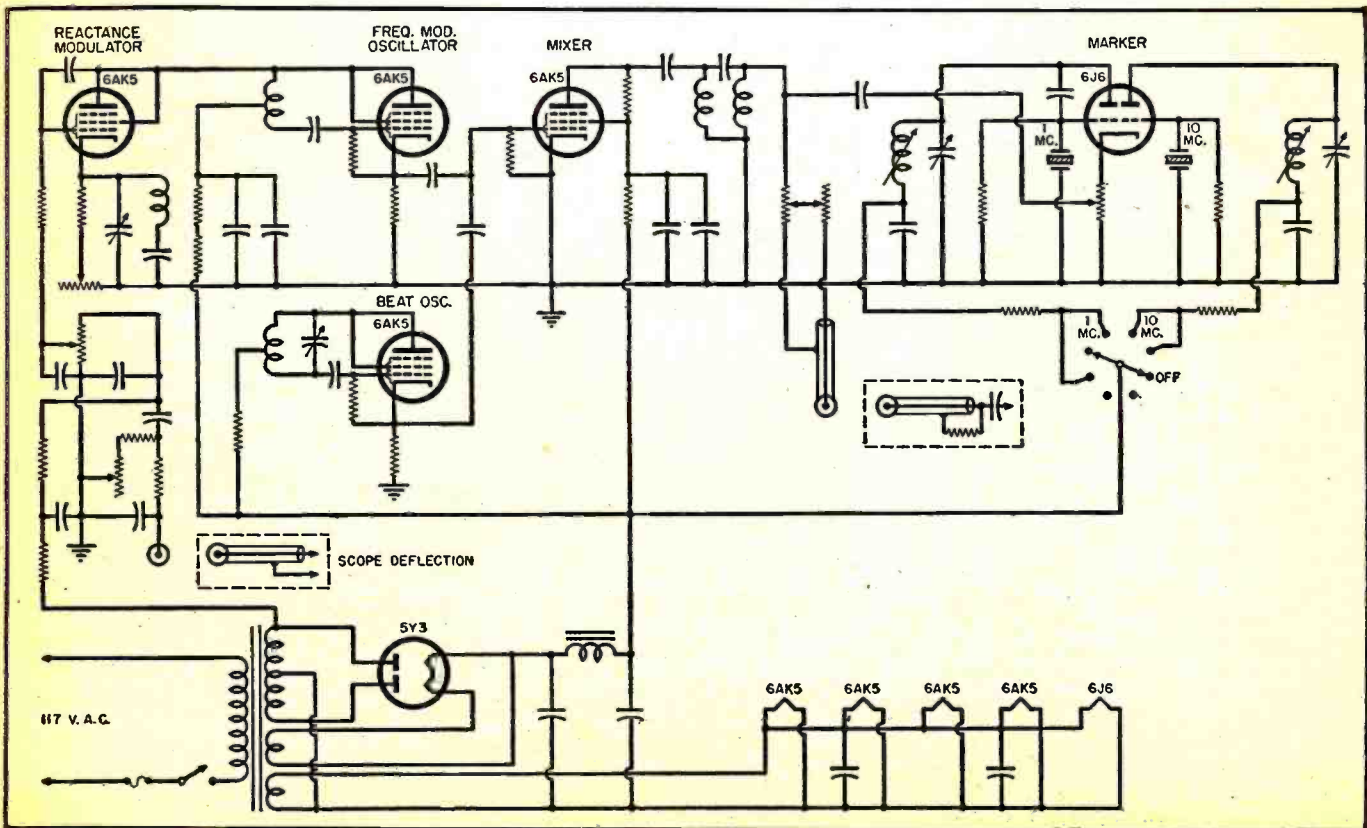 REACTANCE
MODULATOR
6AK5
FREQ. MOD.
OSCILLATOR
6AK5
MIXER
6AK5
MARKER
6J6
1
MC.
10
MC.
BEAT OSC.
6AK5
1
MC.
10
MC.
OFF
SCOPE DEFLECTION
5Y3
117 V. A.C.
6AK5 6AK5 6AK5 6AK5 6J6